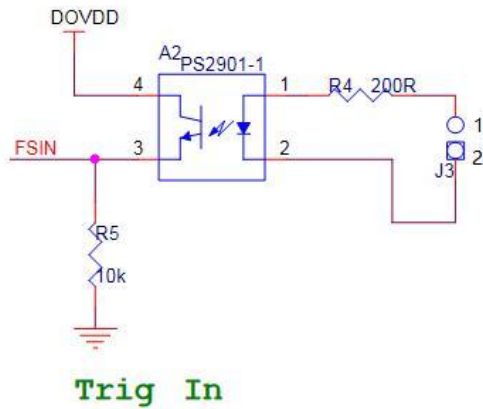 DOVDD
A2
PS2901-1
4
1
R4 200R
1
FSIN
3
2
J3
2
R5
10k
Trig In